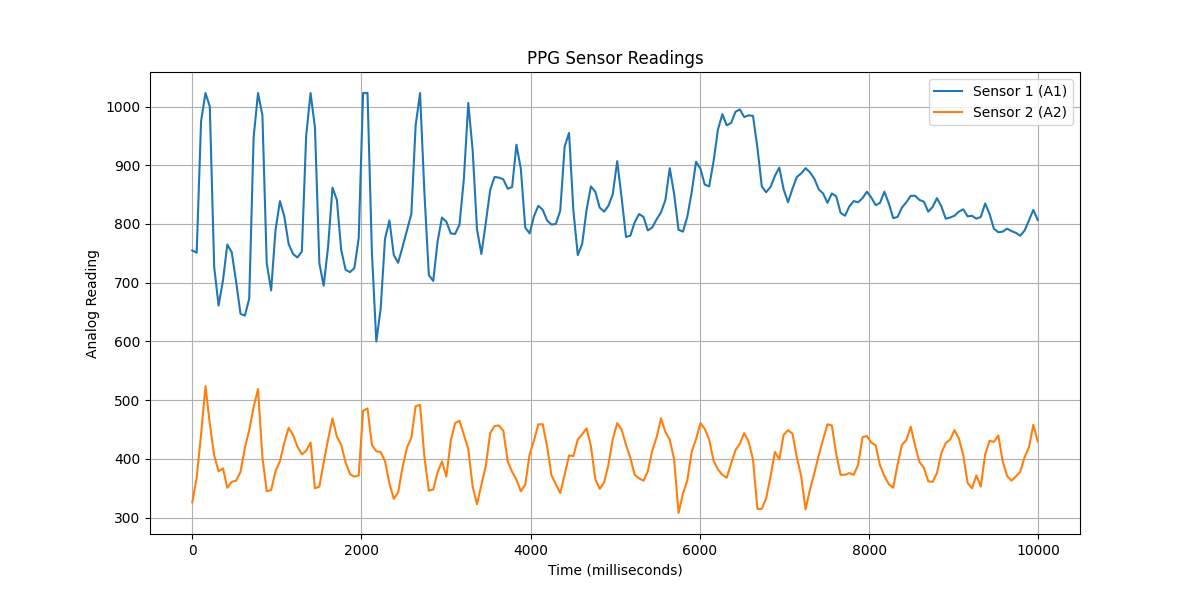 PPG Sensor Readings
Sensor 1 (A1)
Sensor 2 (A2)
Analog Reading
1000
900
800
700
600
500
400
300
0
2000
4000
6000
8000
10000
Time (milliseconds)